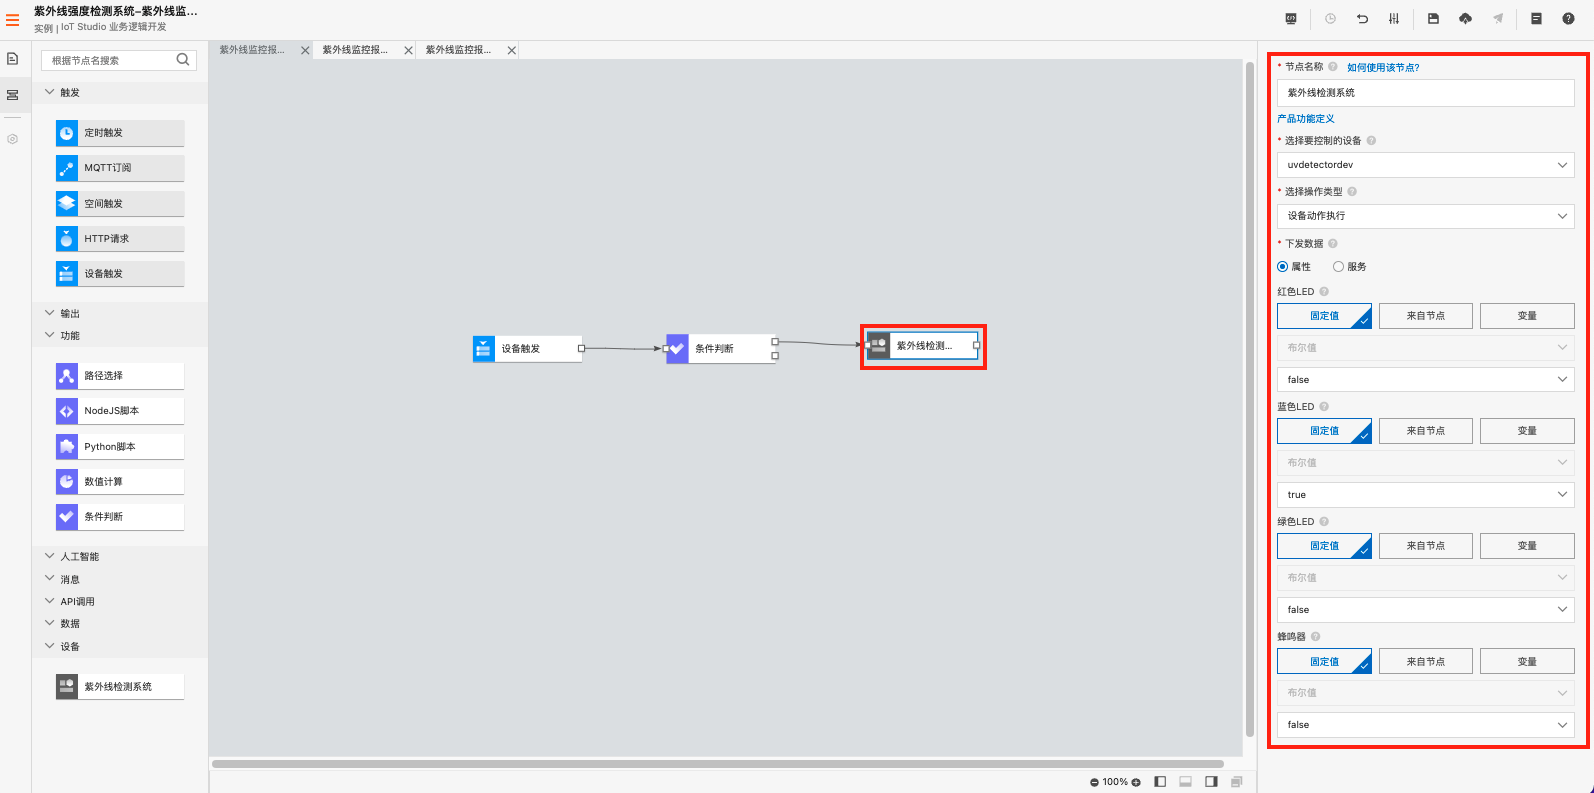 紫外线强度检测系统-紫外线监...
实例 | IoT Studio 业务逻辑开发
根据节点名搜索
触发
定时触发
MQTT订阅
空间触发
HTTP请求
设备触发
输出
功能
路径选择
NodeJS脚本
Python脚本
数值计算
条件判断
人工智能
消息
API调用
数据
设备
紫外线检测系统
紫外线监控报...
紫外线监控报...
紫外线监控报...
设备触发
条件判断
紫外线检测...
100%
* 节点名称 如何使用该节点?
紫外线检测系统
产品功能定义
* 选择要控制的设备
uvdetectordev
* 选择操作类型
设备动作执行
* 下发数据
属性 服务
红色LED
固定值 来自节点 变量
布尔值
false
蓝色LED
固定值 来自节点 变量
布尔值
true
绿色LED
固定值 来自节点 变量
布尔值
false
蜂鸣器
固定值 来自节点 变量
布尔值
false